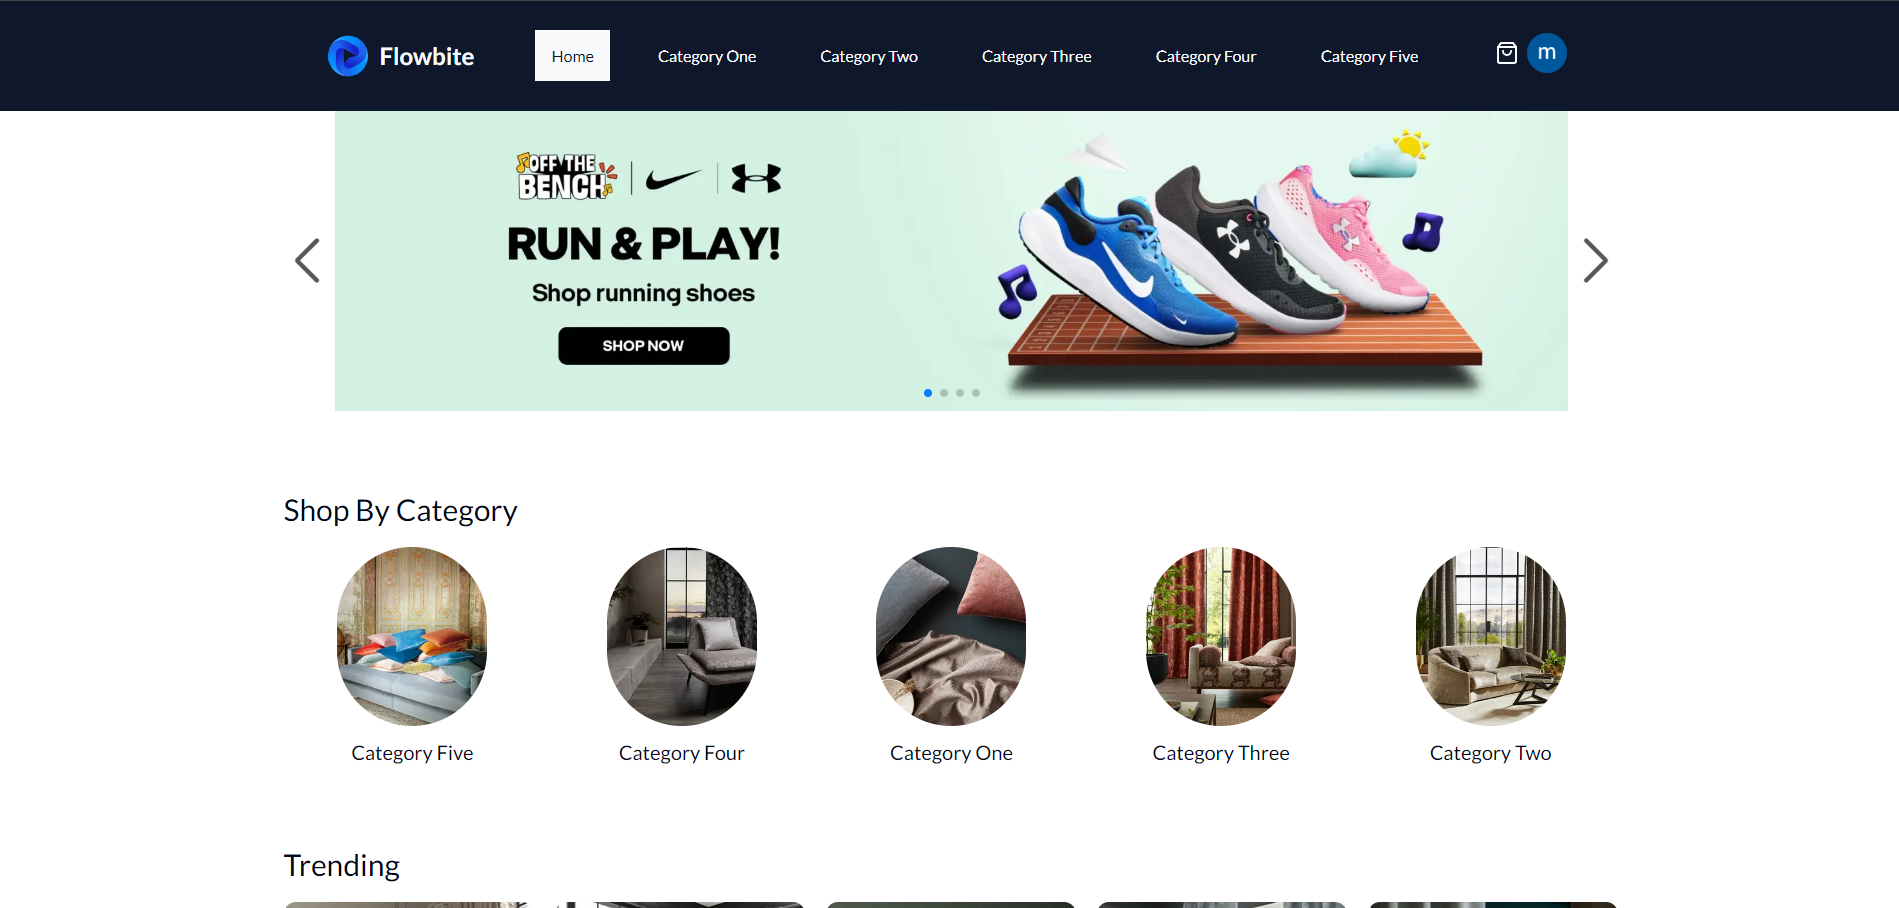 Flowbite
Home
Category One
Category Two
Category Three
Category Four
Category Five
m
OFF THE
BENCH
RUN & PLAY!
Shop running shoes
SHOP NOW
Shop By Category
Category Five
Category Four
Category One
Category Three
Category Two
Trending